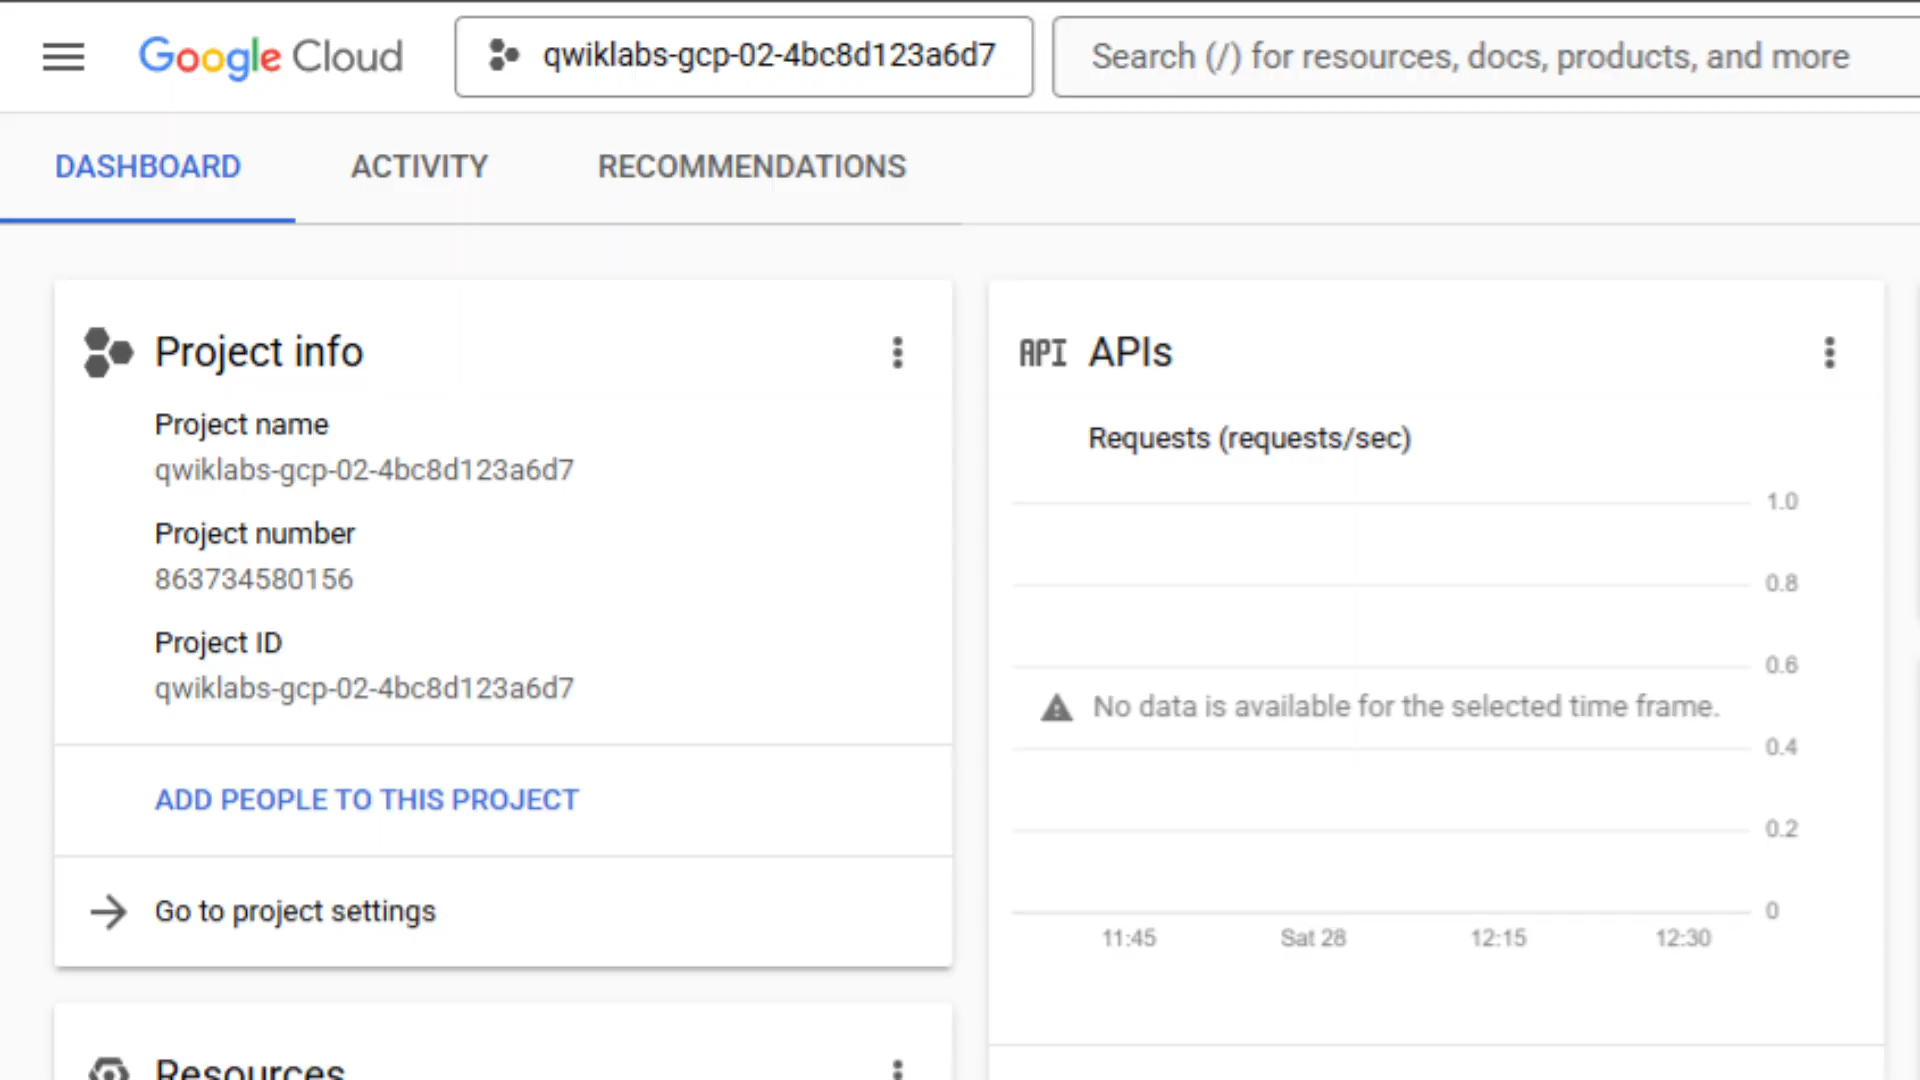 Google Cloud
qwiklabs-gcp-02-4bc8d123a6d7
Search (/) for resources, docs, products, and more
DASHBOARD
ACTIVITY
RECOMMENDATIONS
Project info
Project name
qwiklabs-gcp-02-4bc8d123a6d7
Project number
863734580156
Project ID
qwiklabs-gcp-02-4bc8d123a6d7
ADD PEOPLE TO THIS PROJECT
Go to project settings
Resources
API APIs
Requests (requests/sec)
1.0
0.8
0.6
No data is available for the selected time frame.
0.4
0.2
0
11:45 Sat 28 12:15 12:30